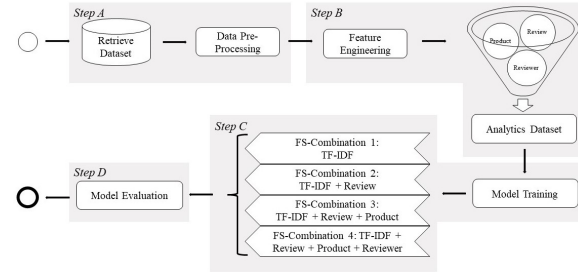 Step A
Retrieve
Dataset
Data Pre-
Processing
Step B
Feature
Engineering
Product
Review
Reviewer
Analytics Dataset
Model Training
Step C
FS-Combination 1:
TF-IDF
FS-Combination 2:
TF-IDF + Review
FS-Combination 3:
TF-IDF + Review + Product
FS-Combination 4: TF-IDF +
Review + Product + Reviewer
Step D
Model Evaluation